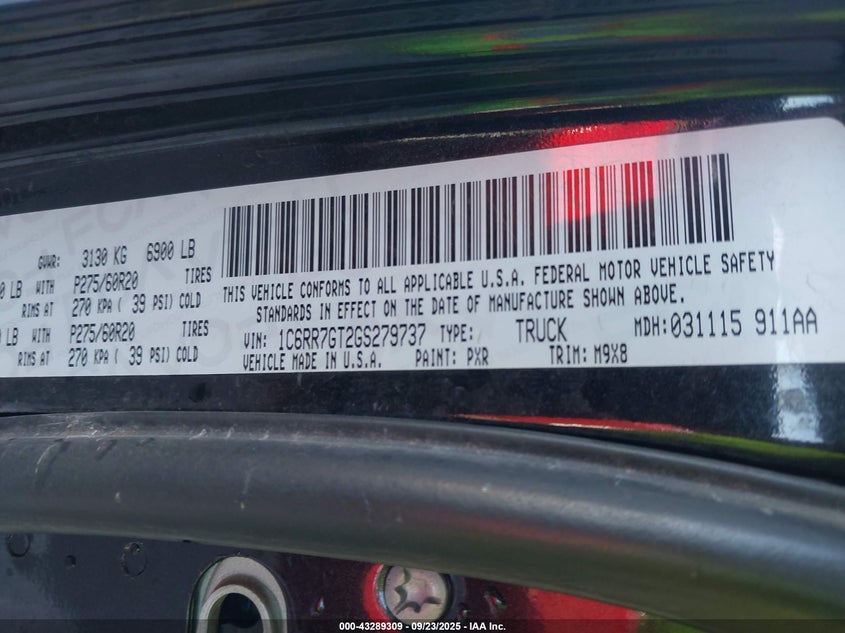 GVWR: 3130 KG 6900 LB
0 LB WITH P275/60R20 TIRES
RIMS AT 270 KPA ( 39 PSI) COLD
0 LB WITH P275/60R20 TIRES
RIMS AT 270 KPA ( 39 PSI) COLD
THIS VEHICLE CONFORMS TO ALL APPLICABLE U.S.A. FEDERAL MOTOR VEHICLE SAFETY
STANDARDS IN EFFECT ON THE DATE OF MANUFACTURE SHOWN ABOVE.
VIN: 1C6RR7GT2GS279737 TYPE: TRUCK MDH:031115 911AA
VEHICLE MADE IN U.S.A. PAINT: PXR TRIM: M9X8
000-43289309 - 09/23/2025 - IAA Inc.